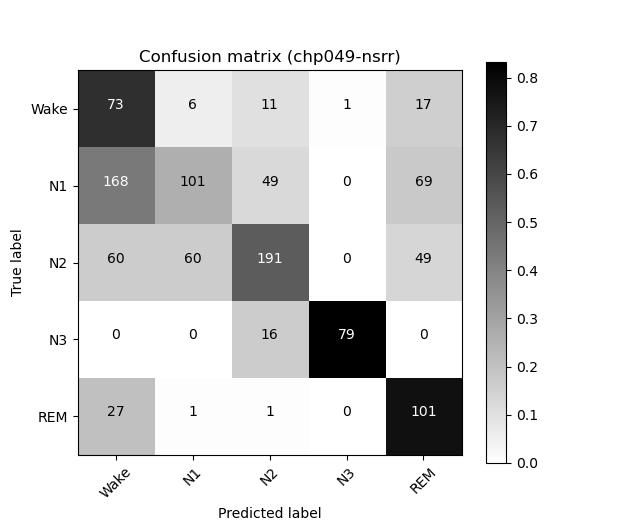 Confusion matrix (chp049-nsrr)
Wake 73 6 11 1 17
N1 168 101 49 0 69
N2 60 60 191 0 49
N3 0 0 16 79 0
REM 27 1 1 0 101
Wake N1 N2 N3 REM
Predicted label
True label
0.8
0.7
0.6
0.5
0.4
0.3
0.2
0.1
0.0